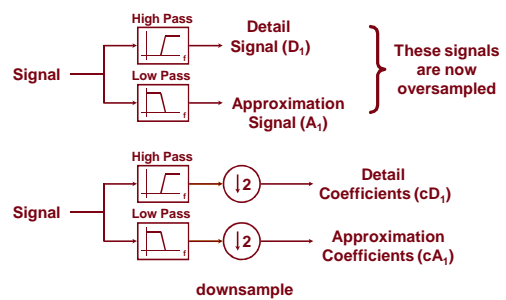 High Pass
f
Detail
Signal (D₁)
Signal
Low Pass
f
Approximation
Signal (A₁)
These signals
are now
oversampled
High Pass
f
↓2
Detail
Coefficients (cD₁)
Signal
Low Pass
f
↓2
Approximation
Coefficients (cA₁)
downsample